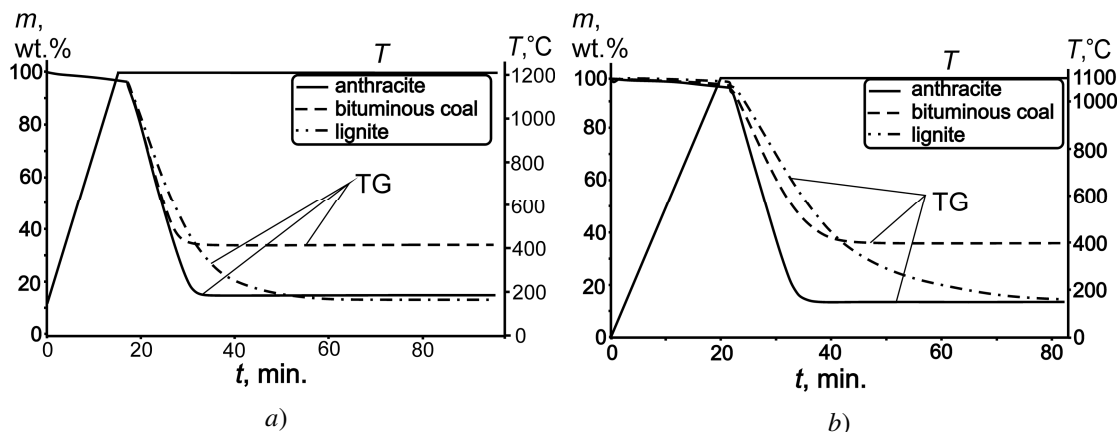 m,
wt.%
T
T,°C
100
80
60
40
20
0
1200
1000
800
600
400
200
0
anthracite
bituminous coal
lignite
TG
0 20 40 60 80
t, min.
a)
m,
wt.%
T
T,°C
100
80
60
40
20
0
1100
1000
800
600
400
200
0
anthracite
bituminous coal
lignite
TG
0 20 40 60 80
t, min.
b)